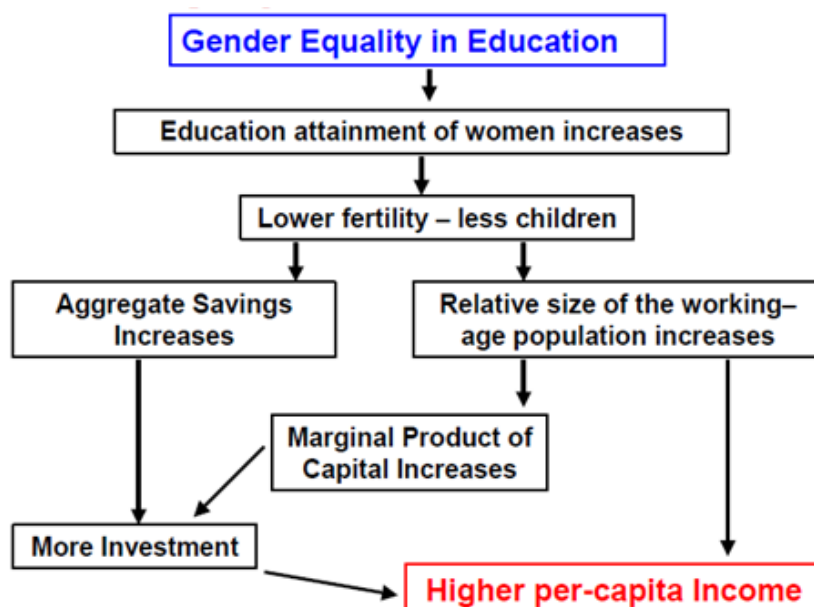 Gender Equality in Education
Education attainment of women increases
Lower fertility – less children
Aggregate Savings
Increases
Relative size of the working–
age population increases
Marginal Product of
Capital Increases
More Investment
Higher per-capita Income